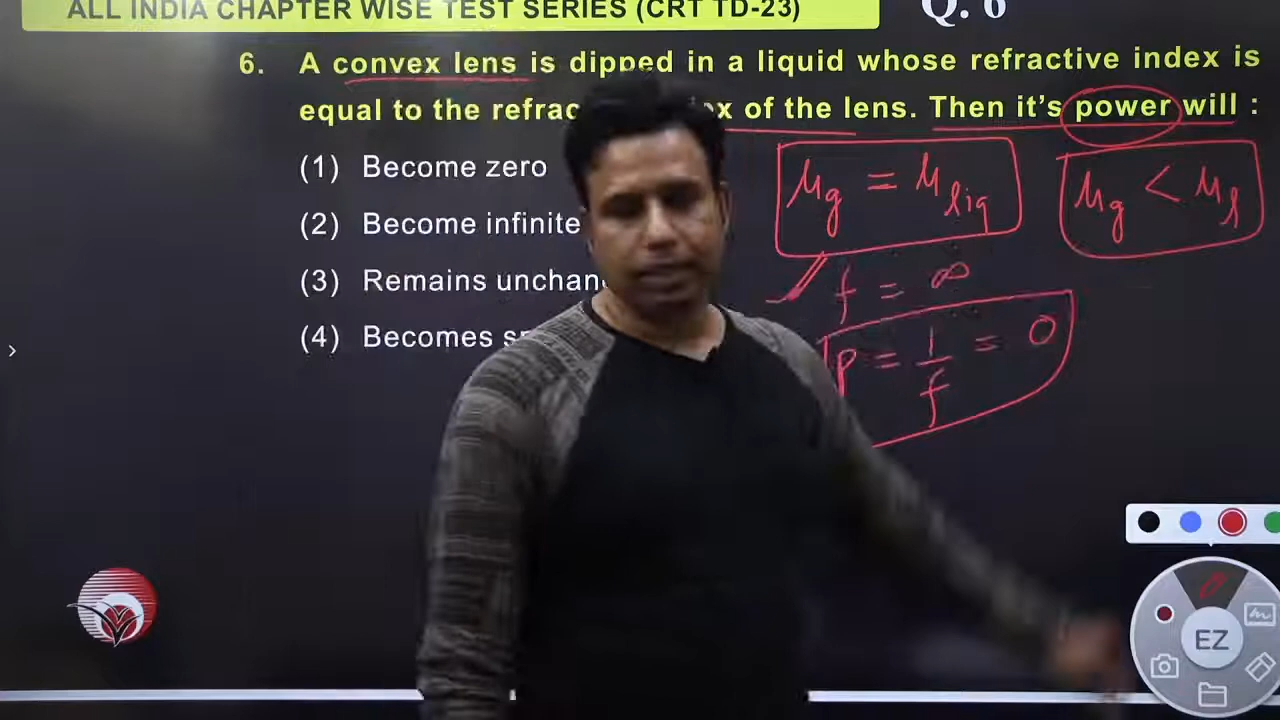 ALL INDIA CHAPTER WISE TEST SERIES (CRT TD-23)
Q. 6
6. A convex lens is dipped in a liquid whose refractive index is
equal to the of the lens. Then it's power will :
(1) Become zero
(2) Become infinite
(3) Remains
(4) Becomes
μg = μliq
μg < μl
f = ∞
P = 1/f = 0
EZ